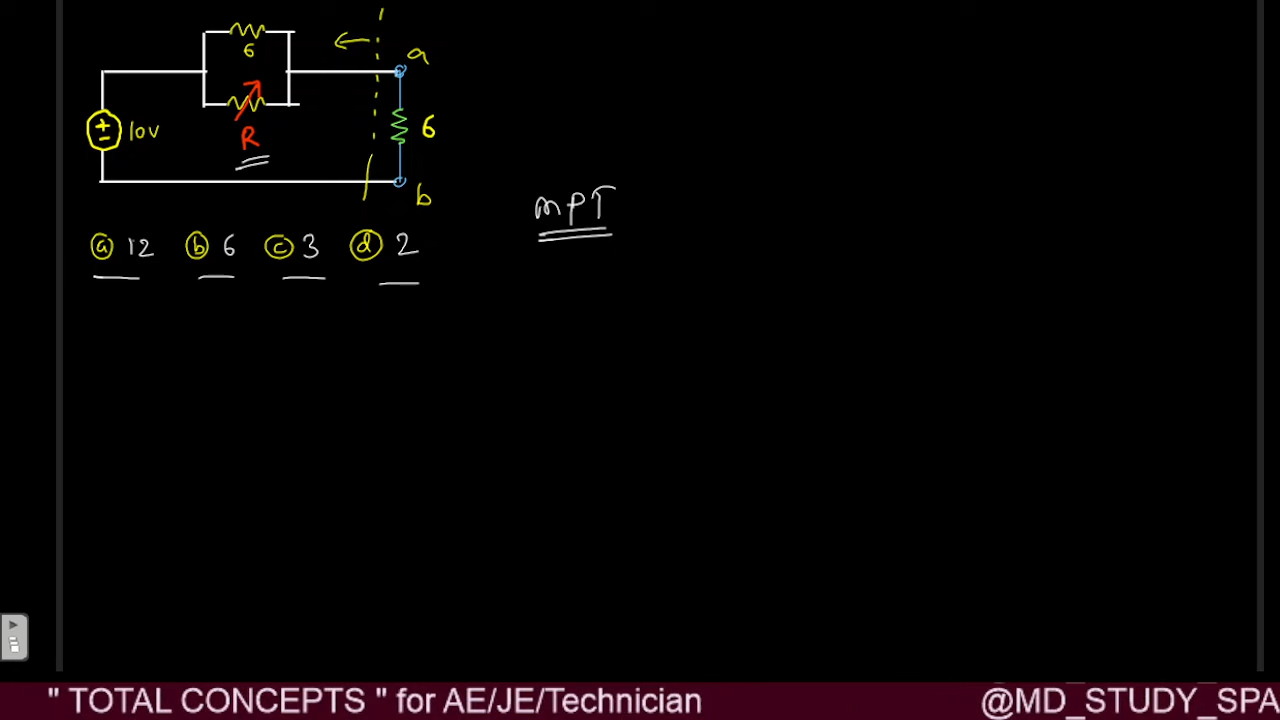 6
a
10v
R
6
b
MPT
a 12 b 6 c 3 d 2
" TOTAL CONCEPTS " for AE/JE/Technician @MD_STUDY_SPA